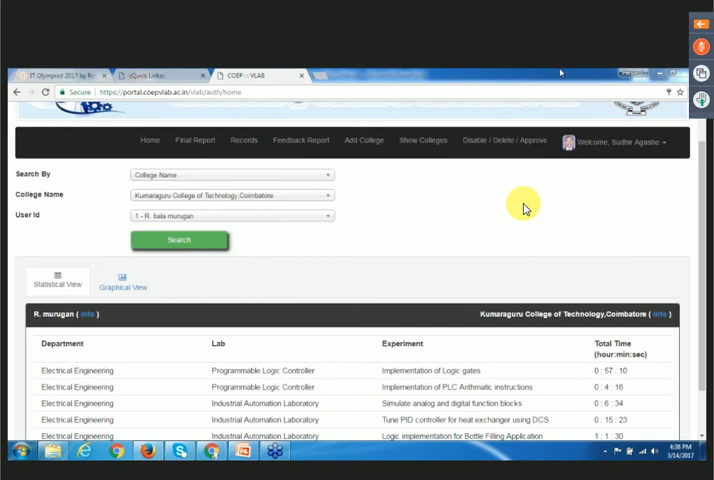 IT Olympiad 2017 by R
zQuick Links:
COEP :: VLAB
Secure
https://portal.coepvlab.ac.in/vlab/auth/home
Home Final Report Records Feedback Report Add College Show Colleges Disable / Delete / Approve Welcome, Sudhir Agashe
Search By College Name
College Name Kumaraguru College of Technology,Coimbatore
User Id 1 - R. bala murugan
Search
Statistical View Graphical View
R. murugan ( info ) Kumaraguru College of Technology,Coimbatore ( info )
Department Lab Experiment Total Time
(hour:min:sec)
Electrical Engineering Programmable Logic Controller Implementation of Logic gates 0 : 57 : 10
Electrical Engineering Programmable Logic Controller Implementation of PLC Arithmatic instructions 0 : 4 : 16
Electrical Engineering Industrial Automation Laboratory Simulate analog and digital function blocks 0 : 6 : 34
Electrical Engineering Industrial Automation Laboratory Tune PID controller for heat exchanger using DCS 0 : 15 : 23
Electrical Engineering Industrial Automation Laboratory Logic implementation for Bottle Filling Application 1 : 1 : 30
4:38 PM
3/14/2017